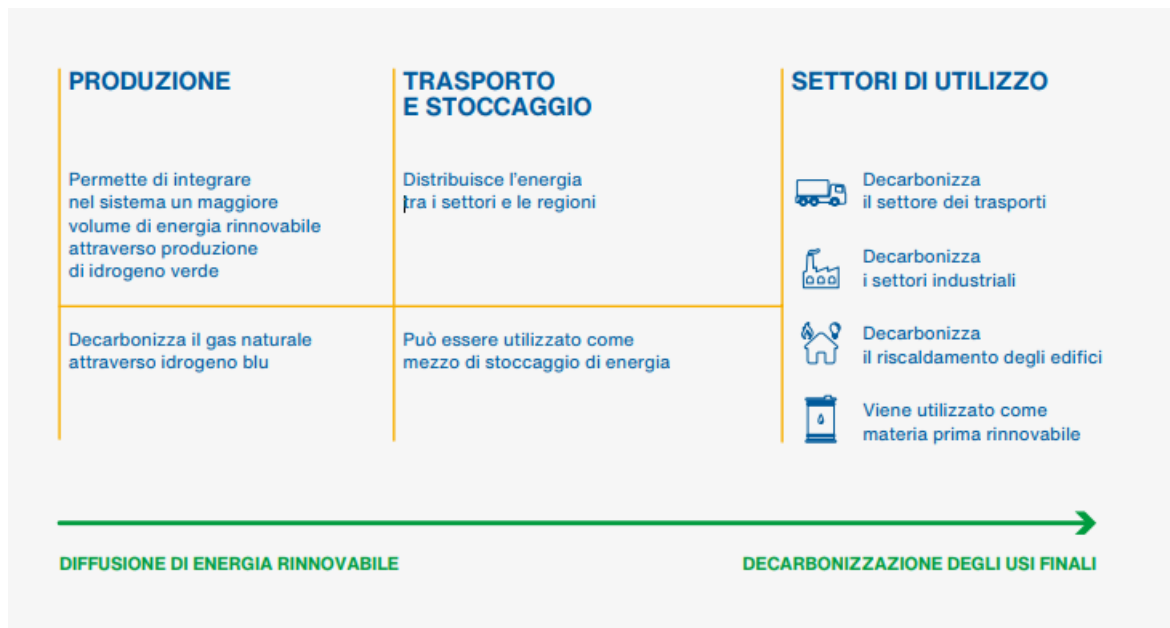 PRODUZIONE
Permette di integrare
nel sistema un maggiore
volume di energia rinnovabile
attraverso produzione
di idrogeno verde
Decarbonizza il gas naturale
attraverso idrogeno blu
TRASPORTO
E STOCCAGGIO
Distribuisce l'energia
tra i settori e le regioni
Può essere utilizzato come
mezzo di stoccaggio di energia
SETTORI DI UTILIZZO
Decarbonizza
il settore dei trasporti
Decarbonizza
i settori industriali
Decarbonizza
il riscaldamento degli edifici
Viene utilizzato come
materia prima rinnovabile
DIFFUSIONE DI ENERGIA RINNOVABILE
DECARBONIZZAZIONE DEGLI USI FINALI